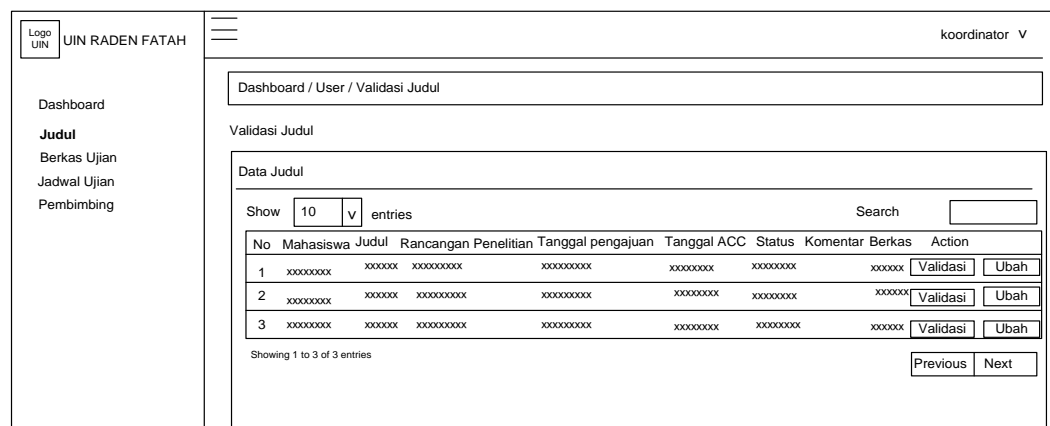 Logo
UIN
UIN RADEN FATAH
koordinator v
Dashboard
Judul
Berkas Ujian
Jadwal Ujian
Pembimbing
Dashboard / User / Validasi Judul
Validasi Judul
Data Judul
Show 10 v entries Search
No Mahasiswa Judul Rancangan Penelitian Tanggal pengajuan Tanggal ACC Status Komentar Berkas Action
1 xxxxxxxx xxxxxx xxxxxxxxx xxxxxxxxx xxxxxxxx xxxxxxxx xxxxxx Validasi Ubah
2 xxxxxxxx xxxxxx xxxxxxxxx xxxxxxxxx xxxxxxxx xxxxxxxx xxxxxx Validasi Ubah
3 xxxxxxxx xxxxxx xxxxxxxxx xxxxxxxxx xxxxxxxx xxxxxxxx xxxxxx Validasi Ubah
Showing 1 to 3 of 3 entries
Previous Next